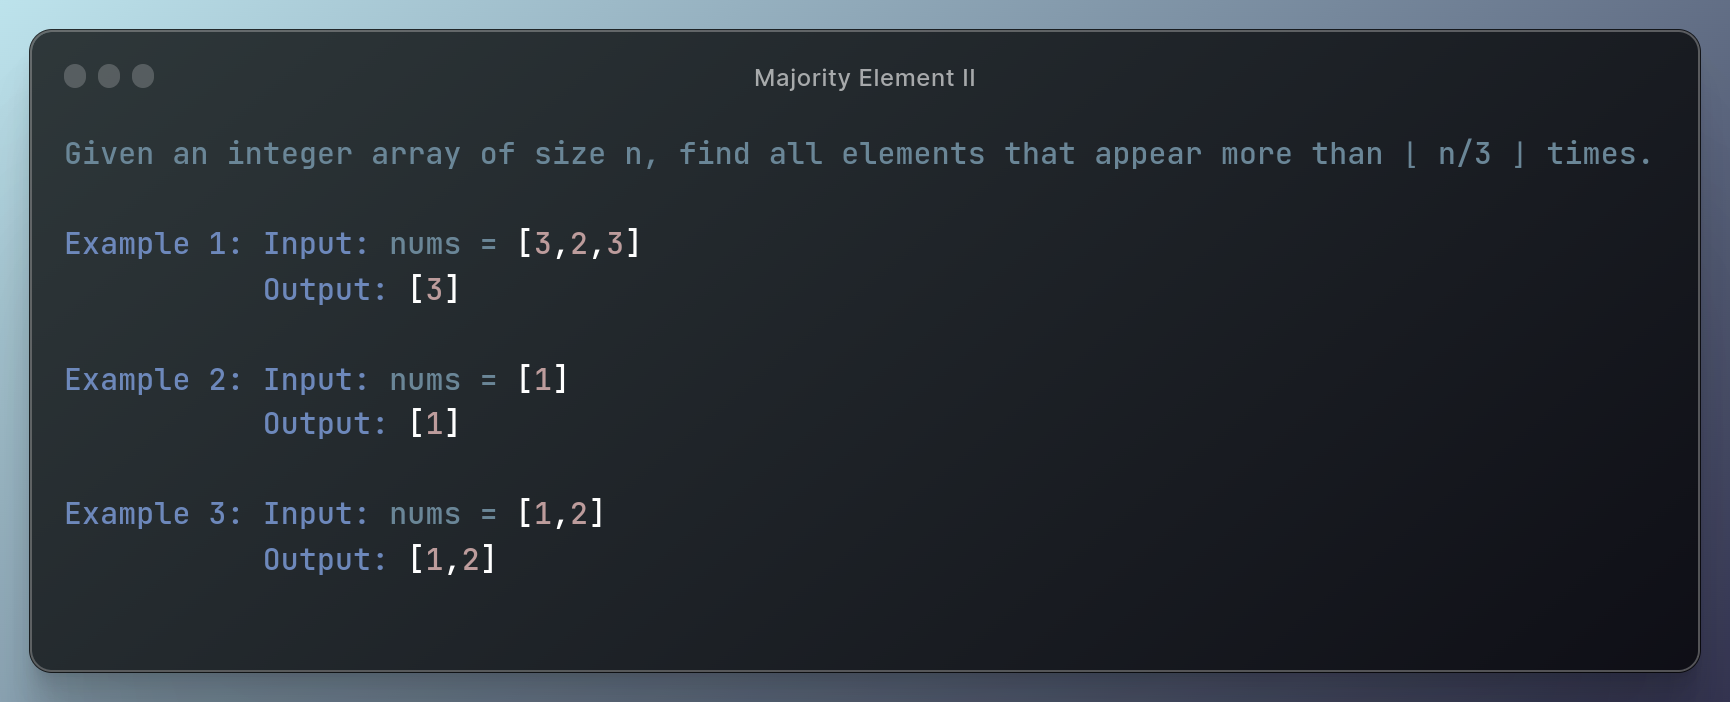 Majority Element II
Given an integer array of size n, find all elements that appear more than ⌊ n/3 ⌋ times.
Example 1: Input: nums = [3,2,3]
Output: [3]
Example 2: Input: nums = [1]
Output: [1]
Example 3: Input: nums = [1,2]
Output: [1,2]